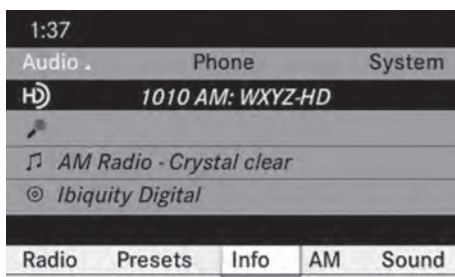 1:37
Audio Phone System
HD 1010 AM: WXYZ-HD
AM Radio - Crystal clear
Ibiquity Digital
Radio Presets Info AM Sound